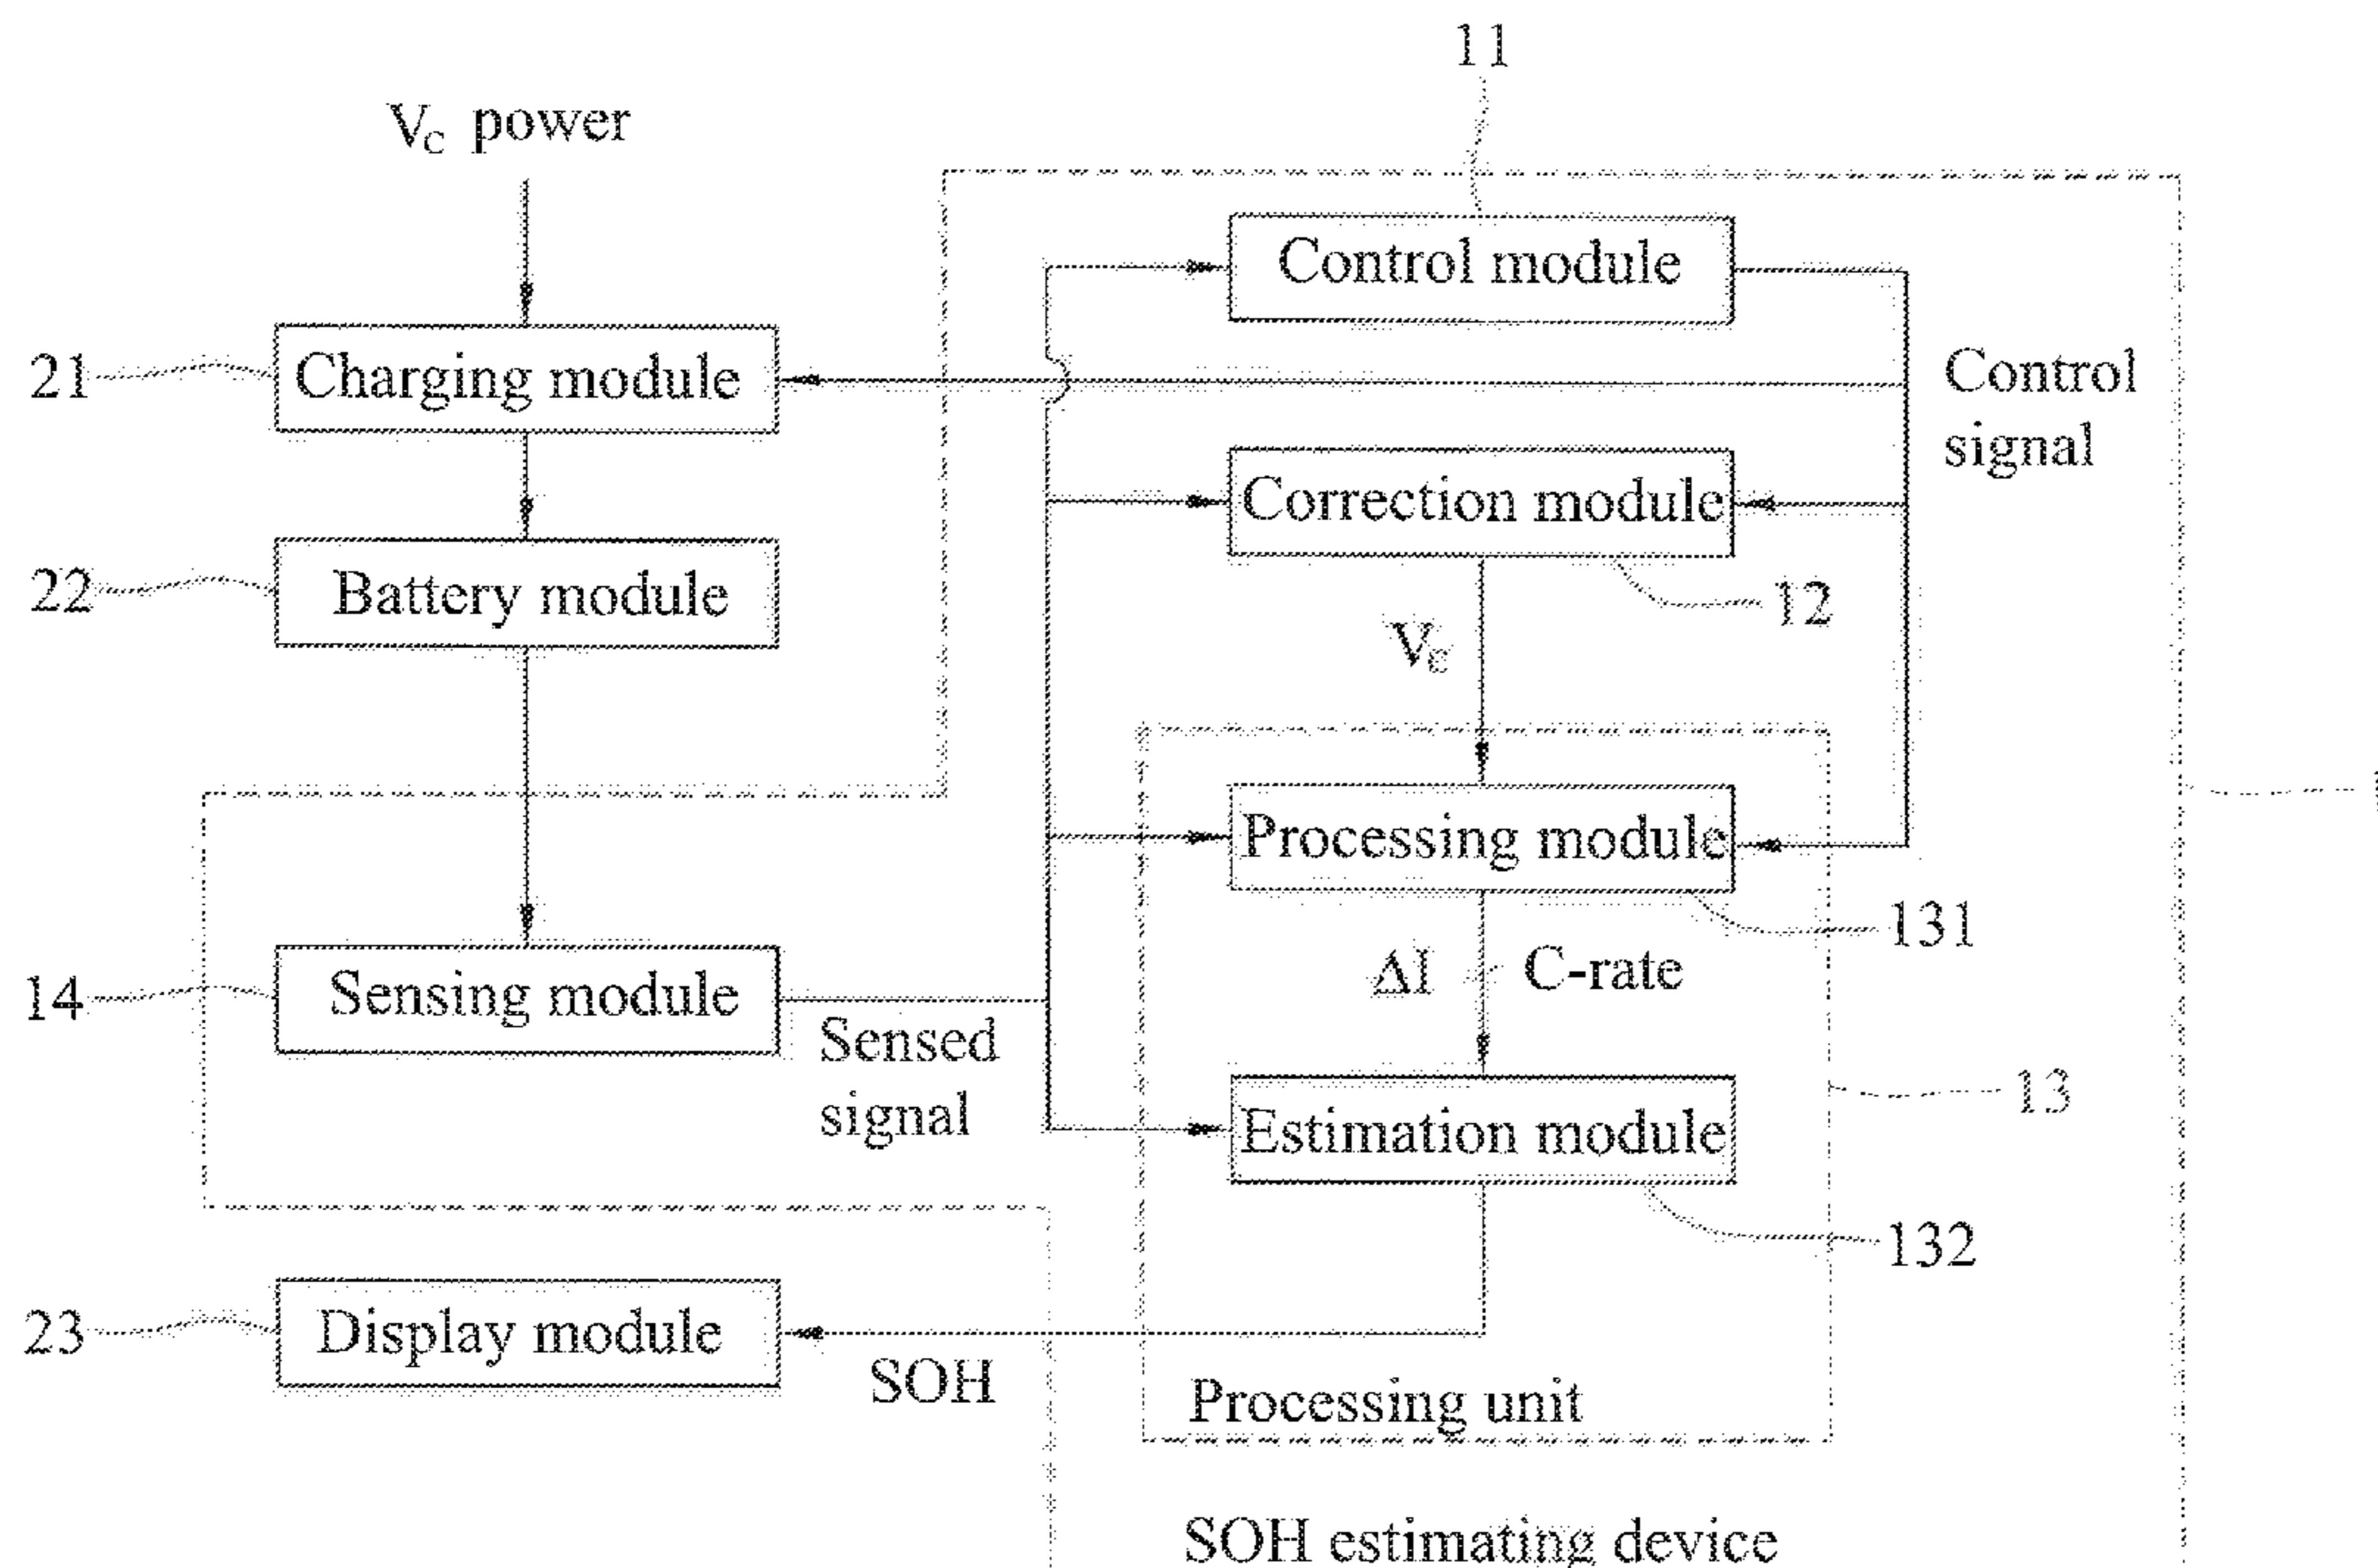 11
V_C power
Control module
21
Charging module
Control
signal
Correction module
22
Battery module
12
V_C
Processing module
131
ΔI
C-rate
14
Sensing module
Sensed
signal
13
Estimation module
132
23
Display module
SOH
Processing unit
SOH estimating device